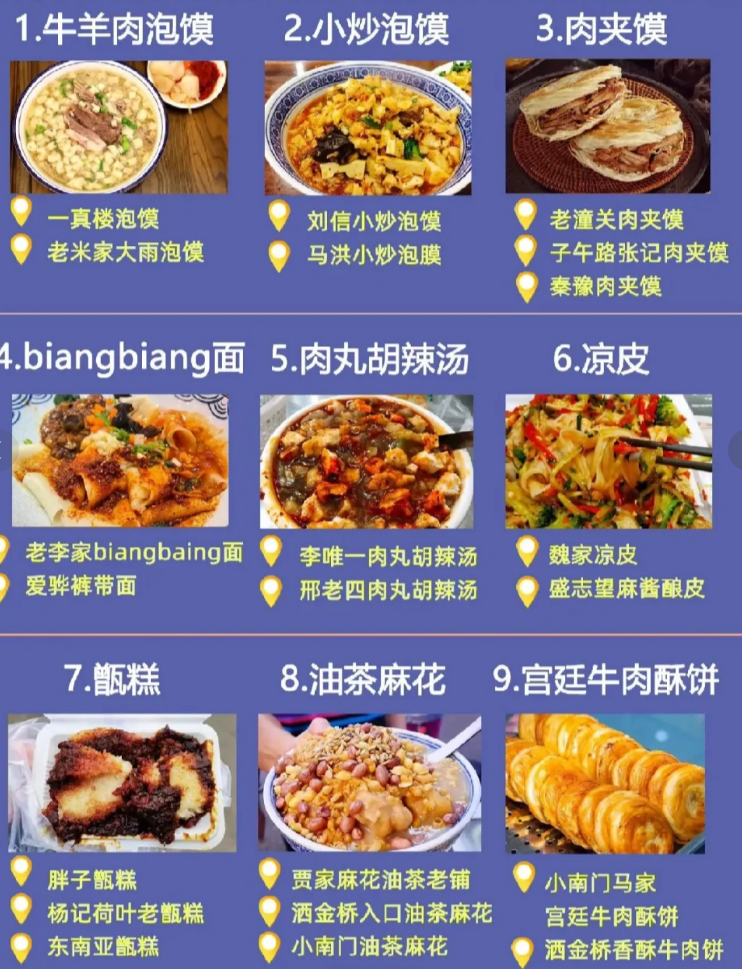 1.牛羊肉泡馍
2.小炒泡馍
3.肉夹馍
一真楼泡馍
老米家大雨泡馍
刘信小炒泡馍
马洪小炒泡膜
老潼关肉夹馍
子午路张记肉夹馍
秦豫肉夹馍
4.biangbiang面
5.肉丸胡辣汤
6.凉皮
老李家biangbaing面
爱骅裤带面
李唯一肉丸胡辣汤
邢老四肉丸胡辣汤
魏家凉皮
盛志望麻酱酿皮
7.甑糕
8.油茶麻花
9.宫廷牛肉酥饼
胖子甑糕
杨记荷叶老甑糕
东南亚甑糕
贾家麻花油茶老铺
洒金桥入口油茶麻花
小南门油茶麻花
小南门马家
宫廷牛肉酥饼
洒金桥香酥牛肉饼